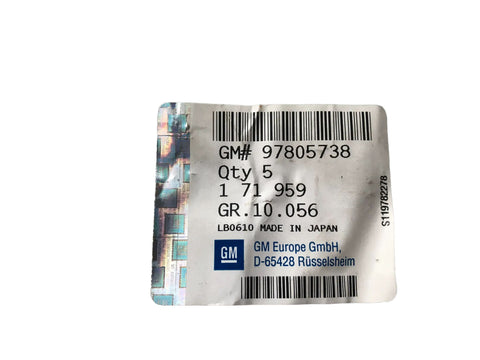 GM# 97805738
Qty 5
1 71 959
GR.10.056
LB0610 MADE IN JAPAN
GM
GM Europe GmbH,
D-65428 Rüsselsheim
S119782278